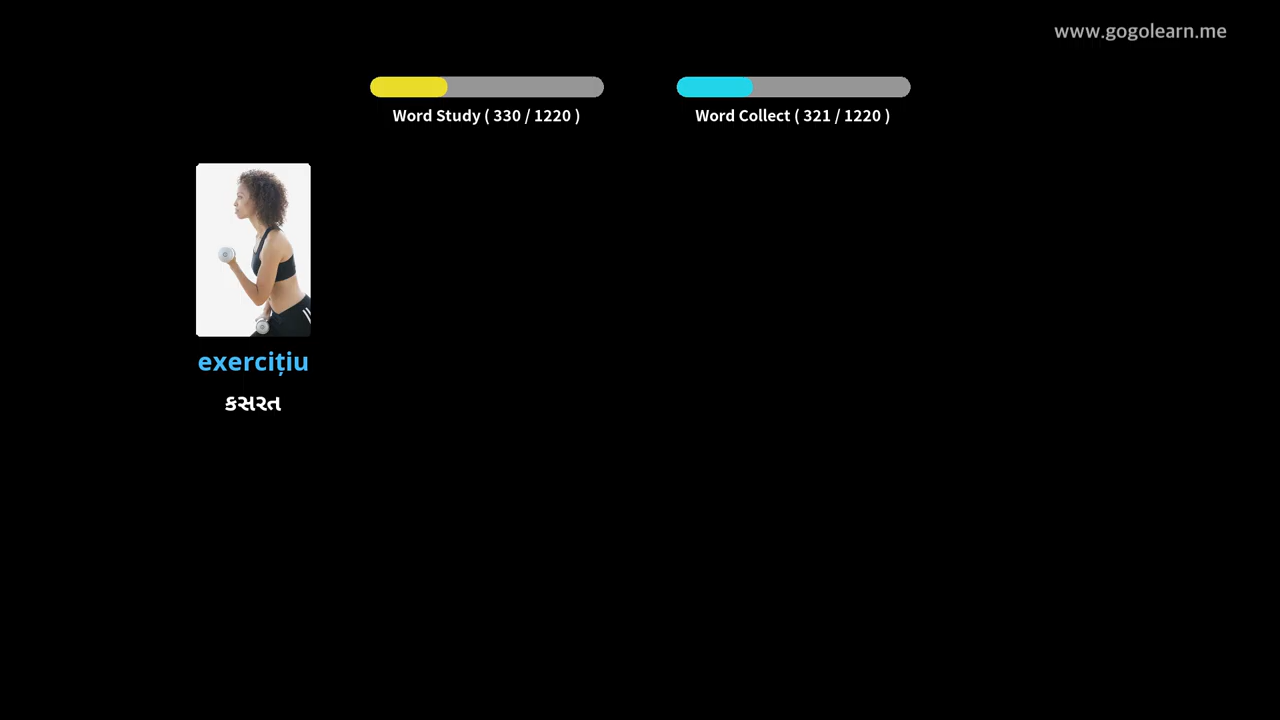 www.gogolearn.me
Word Study ( 330 / 1220 )
Word Collect ( 321 / 1220 )
exercițiu
કસરત